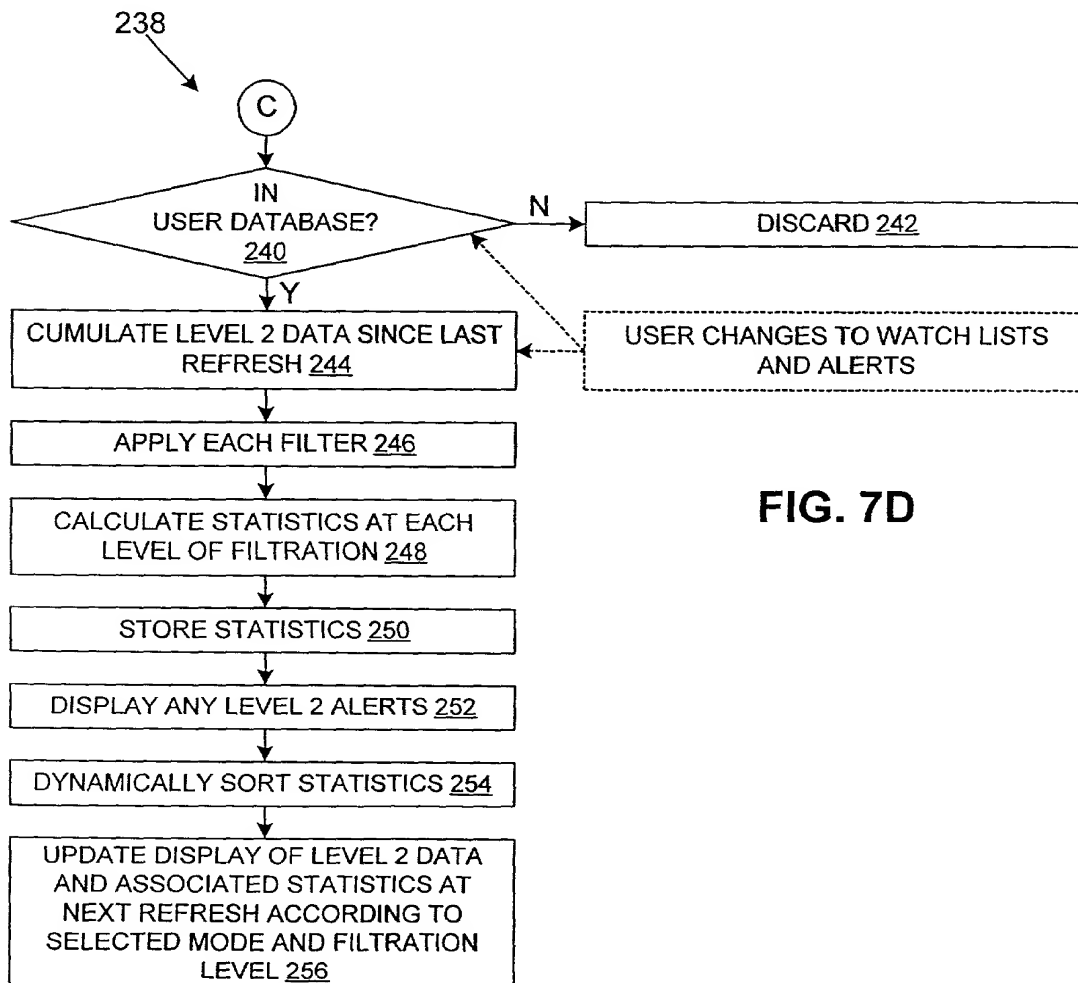 238
C
IN
USER DATABASE?
240
N
DISCARD 242
Y
CUMULATE LEVEL 2 DATA SINCE LAST
REFRESH 244
USER CHANGES TO WATCH LISTS
AND ALERTS
APPLY EACH FILTER 246
CALCULATE STATISTICS AT EACH
LEVEL OF FILTRATION 248
FIG. 7D
STORE STATISTICS 250
DISPLAY ANY LEVEL 2 ALERTS 252
DYNAMICALLY SORT STATISTICS 254
UPDATE DISPLAY OF LEVEL 2 DATA
AND ASSOCIATED STATISTICS AT
NEXT REFRESH ACCORDING TO
SELECTED MODE AND FILTRATION
LEVEL 256